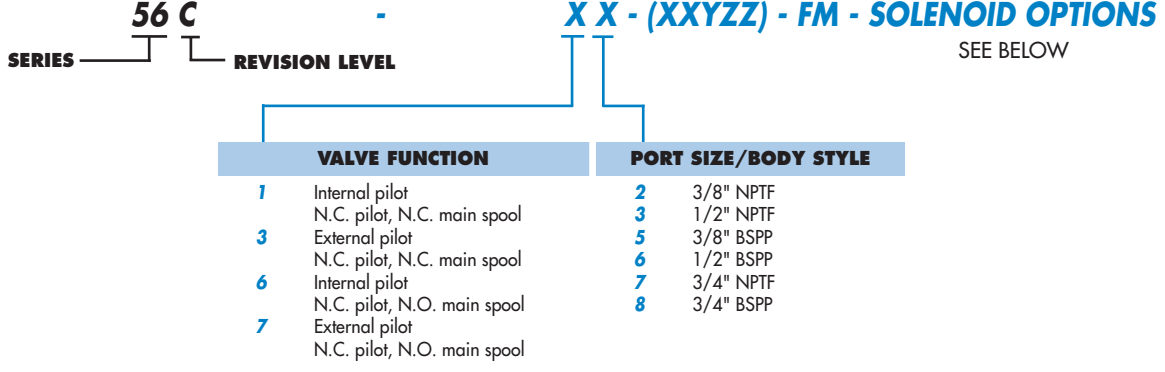 56 C - X X - (XXYZZ) - FM - SOLENOID OPTIONS
SEE BELOW
SERIES
REVISION LEVEL
VALVE FUNCTION
1 Internal pilot
N.C. pilot, N.C. main spool
3 External pilot
N.C. pilot, N.C. main spool
6 Internal pilot
N.C. pilot, N.O. main spool
7 External pilot
N.C. pilot, N.O. main spool
PORT SIZE/BODY STYLE
2 3/8" NPTF
3 1/2" NPTF
5 3/8" BSPP
6 1/2" BSPP
7 3/4" NPTF
8 3/4" BSPP